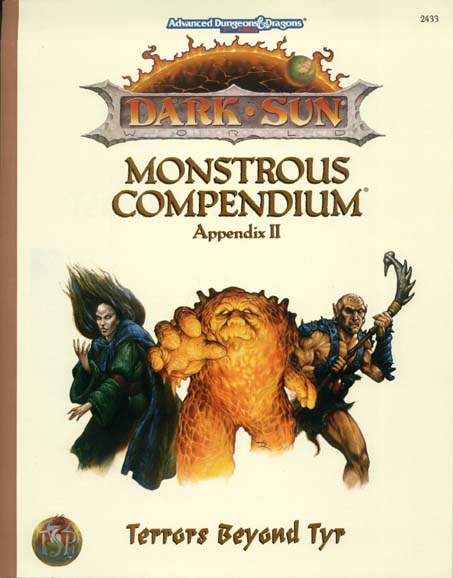 Advanced Dungeons & Dragons®
2433
DARK • SUN
WORLD
MONSTROUS
COMPENDIUM®
Appendix II
Terrors Beyond Tyr
TSR